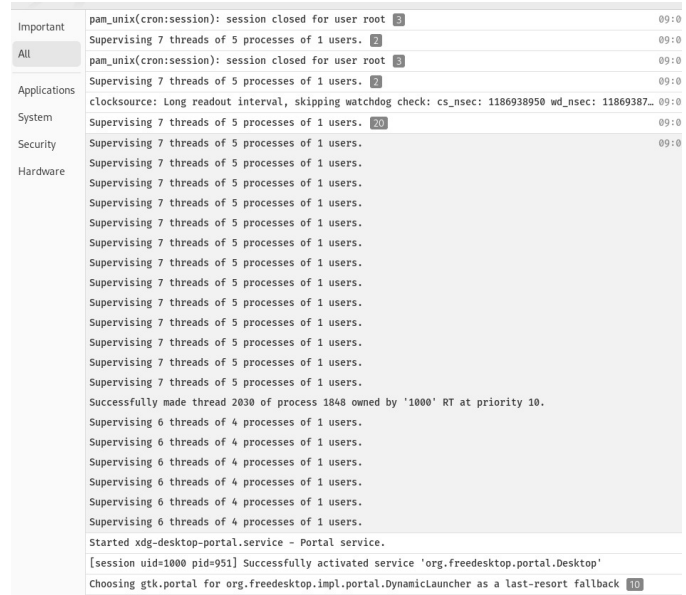 Important
All
Applications
System
Security
Hardware
pam_unix(cron:session): session closed for user root 3 09:0
Supervising 7 threads of 5 processes of 1 users. 2 09:0
pam_unix(cron:session): session closed for user root 3 09:0
Supervising 7 threads of 5 processes of 1 users. 2 09:0
clocksource: Long readout interval, skipping watchdog check: cs_nsec: 1186938950 wd_nsec: 11869387… 09:0
Supervising 7 threads of 5 processes of 1 users. 20 09:0
Supervising 7 threads of 5 processes of 1 users. 09:0
Supervising 7 threads of 5 processes of 1 users.
Supervising 7 threads of 5 processes of 1 users.
Supervising 7 threads of 5 processes of 1 users.
Supervising 7 threads of 5 processes of 1 users.
Supervising 7 threads of 5 processes of 1 users.
Supervising 7 threads of 5 processes of 1 users.
Supervising 7 threads of 5 processes of 1 users.
Supervising 7 threads of 5 processes of 1 users.
Supervising 7 threads of 5 processes of 1 users.
Supervising 7 threads of 5 processes of 1 users.
Supervising 7 threads of 5 processes of 1 users.
Supervising 7 threads of 5 processes of 1 users.
Successfully made thread 2030 of process 1848 owned by '1000' RT at priority 10.
Supervising 6 threads of 4 processes of 1 users.
Supervising 6 threads of 4 processes of 1 users.
Supervising 6 threads of 4 processes of 1 users.
Supervising 6 threads of 4 processes of 1 users.
Supervising 6 threads of 4 processes of 1 users.
Supervising 6 threads of 4 processes of 1 users.
Started xdg-desktop-portal.service - Portal service.
[session uid=1000 pid=951] Successfully activated service 'org.freedesktop.portal.Desktop'
Choosing gtk.portal for org.freedesktop.impl.portal.DynamicLauncher as a last-resort fallback 10